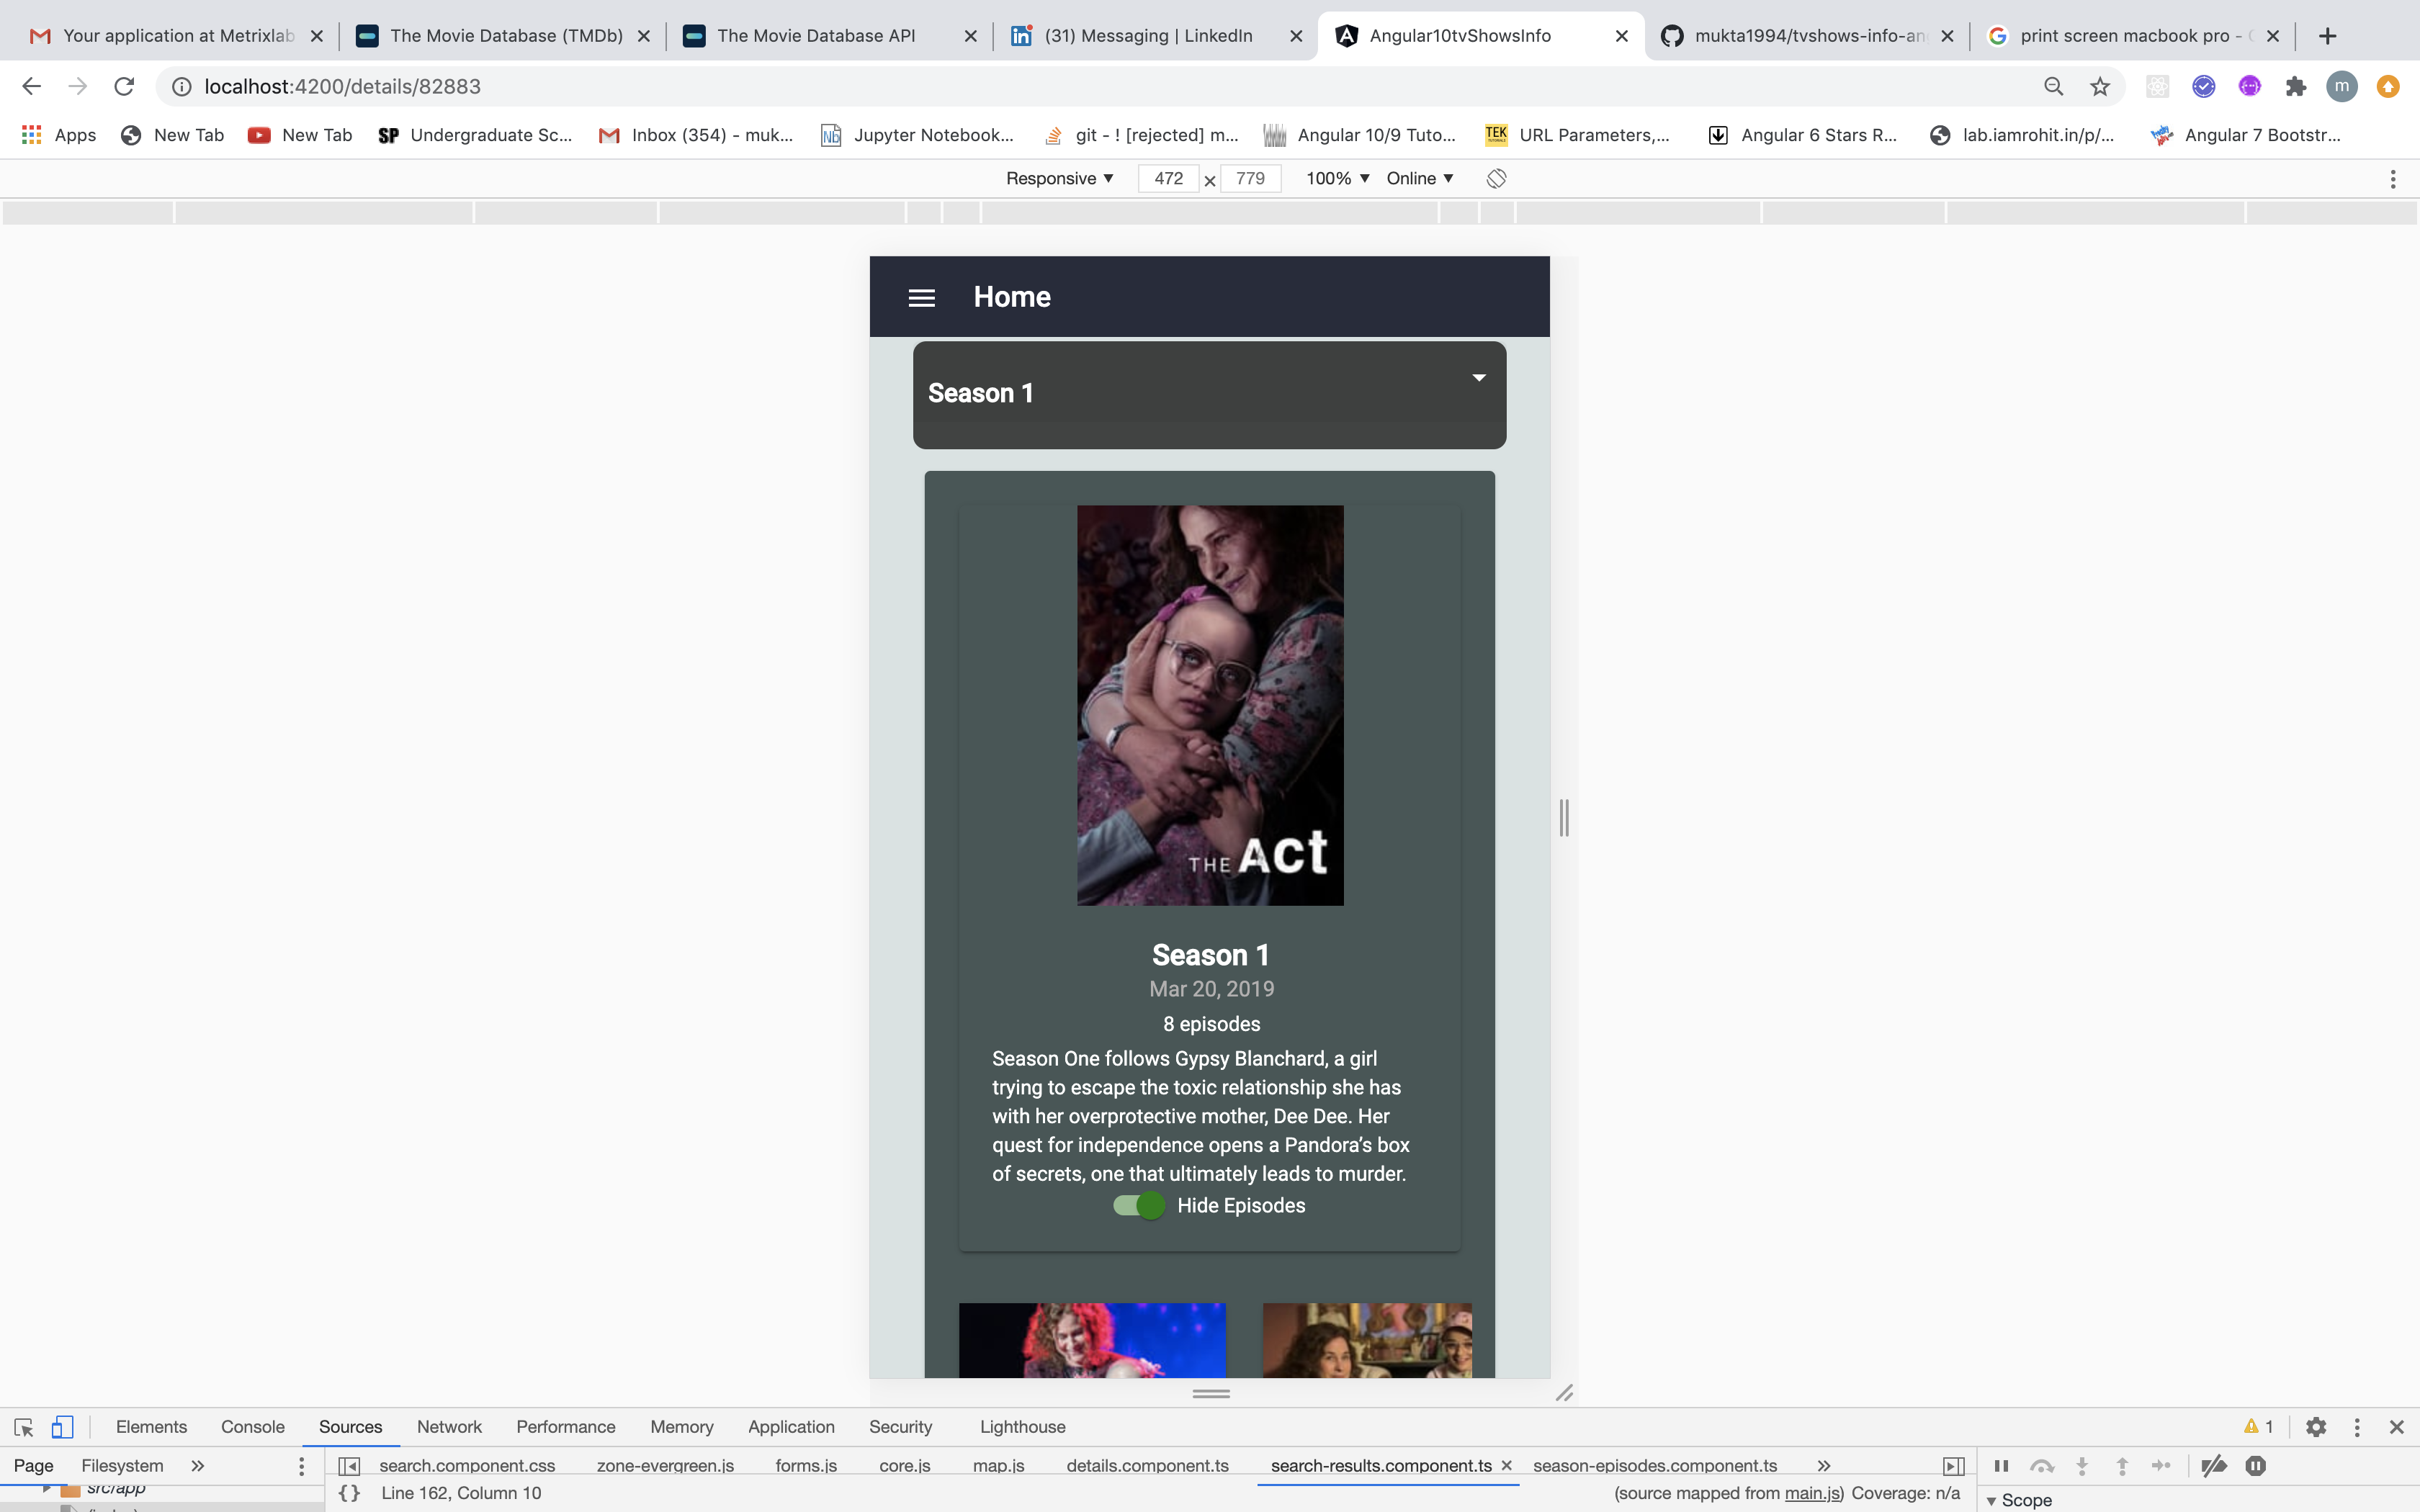 Your application at Metrixlab
The Movie Database (TMDb)
The Movie Database API
(31) Messaging | LinkedIn
Angular10tvShowsInfo
mukta1994/tvshows-info-an
print screen macbook pro -
localhost:4200/details/82883
m
Apps
New Tab
New Tab
SP Undergraduate Sc...
Inbox (354) - muk...
Nb Jupyter Notebook...
git - ! [rejected] m...
Angular 10/9 Tuto...
TEK URL Parameters,...
Angular 6 Stars R...
lab.iamrohit.in/p/...
Angular 7 Bootstr...
Responsive ▼ 472 × 779 100% ▼ Online ▼
Home
Season 1
THE Act
Season 1
Mar 20, 2019
8 episodes
Season One follows Gypsy Blanchard, a girl
trying to escape the toxic relationship she has
with her overprotective mother, Dee Dee. Her
quest for independence opens a Pandora’s box
of secrets, one that ultimately leads to murder.
Hide Episodes
Elements Console Sources Network Performance Memory Application Security Lighthouse 1
Page Filesystem »
search.component.css zone-evergreen.js forms.js core.js map.js details.component.ts search-results.component.ts season-episodes.component.ts »
src/app
{} Line 162, Column 10
(source mapped from main.js) Coverage: n/a
Scope